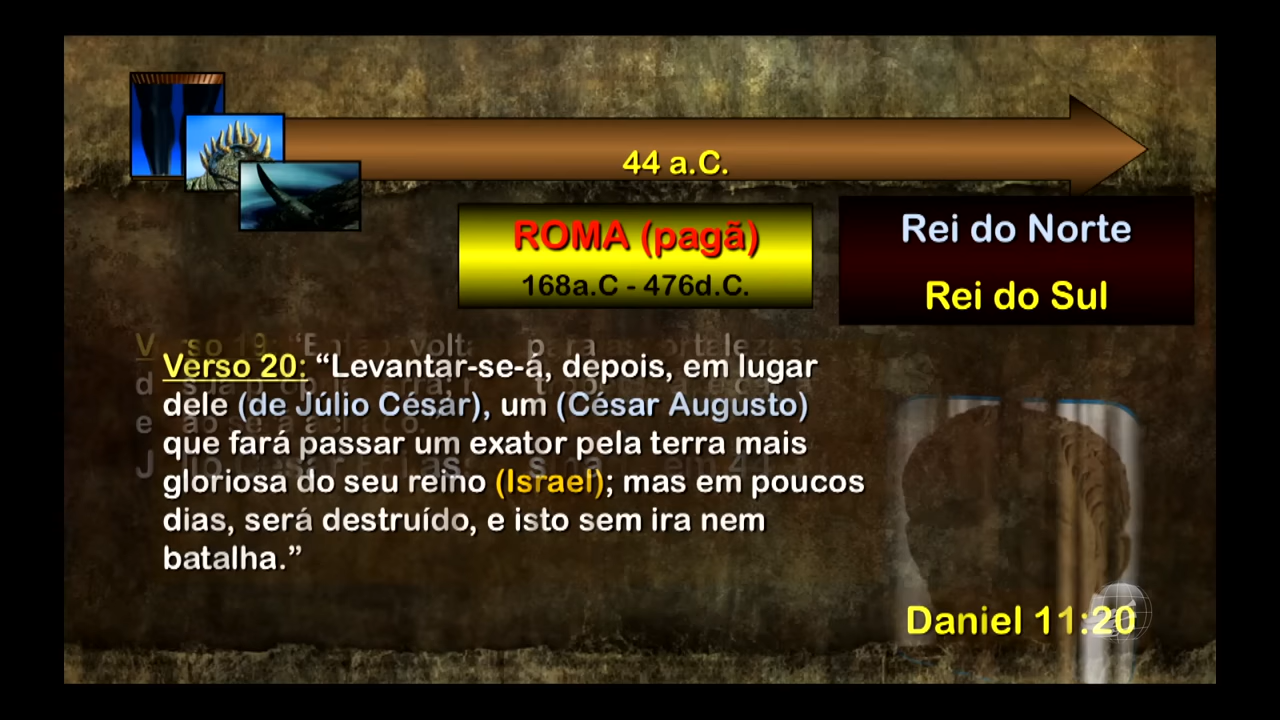 44 a.C.
ROMA (pagã)
168a.C - 476d.C.
Rei do Norte
Rei do Sul
Verso 20: “Levantar-se-á, depois, em lugar
dele (de Júlio César), um (César Augusto)
que fará passar um exator pela terra mais
gloriosa do seu reino (Israel); mas em poucos
dias, será destruído, e isto sem ira nem
batalha.”
Daniel 11:20